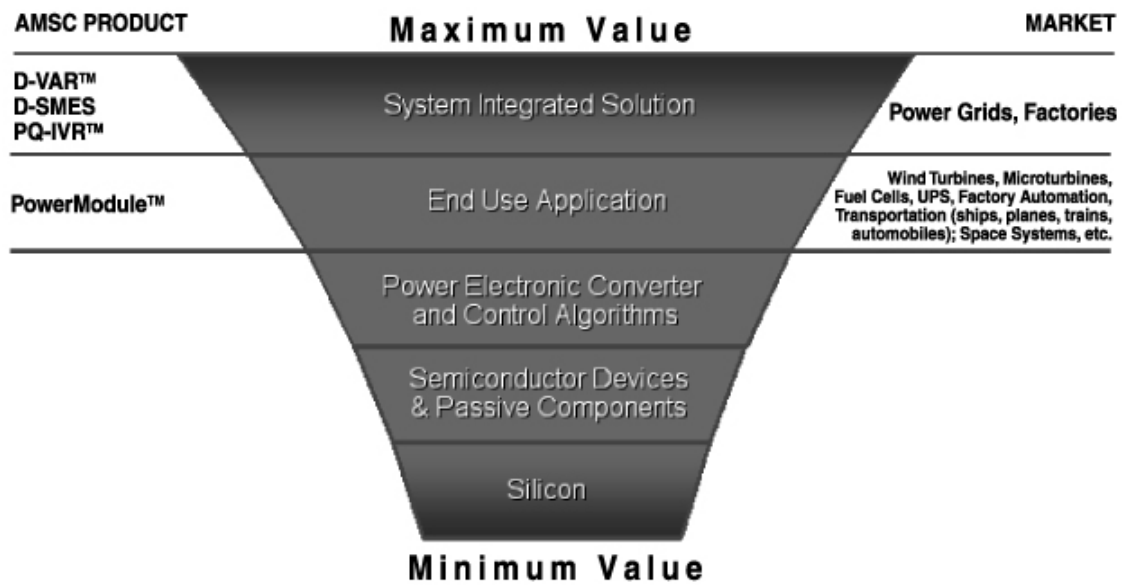 AMSC PRODUCT
Maximum Value
MARKET
D-VAR™
D-SMES
PQ-IVR™
System Integrated Solution
Power Grids, Factories
PowerModule™
End Use Application
Wind Turbines, Microturbines,
Fuel Cells, UPS, Factory Automation,
Transportation (ships, planes, trains,
automobiles); Space Systems, etc.
Power Electronic Converter
and Control Algorithms
Semiconductor Devices
& Passive Components
Silicon
Minimum Value